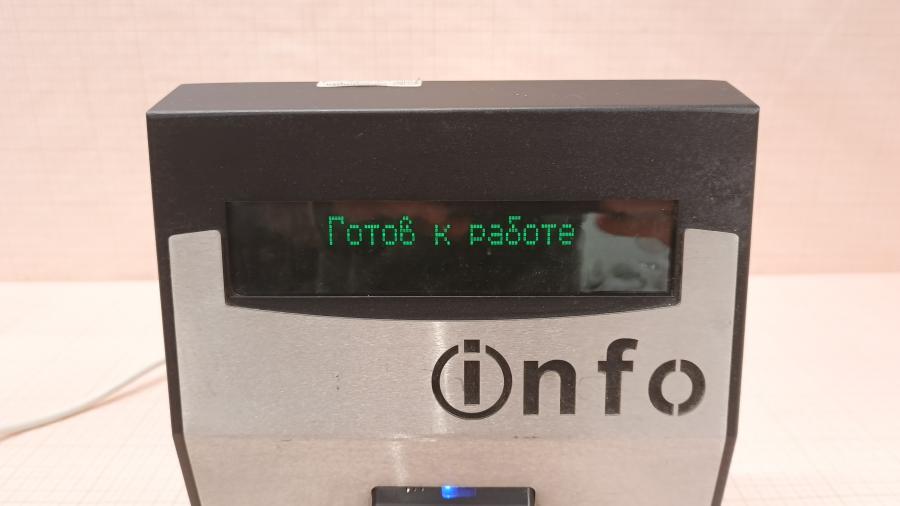 Готов к работе
info